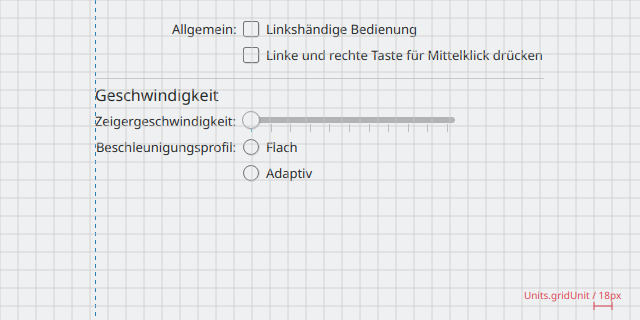 Allgemein: Linkshändige Bedienung
Linke und rechte Taste für Mittelklick drücken
Geschwindigkeit
Zeigergeschwindigkeit:
Beschleunigungsprofil: Flach
Adaptiv
Units.gridUnit / 18px